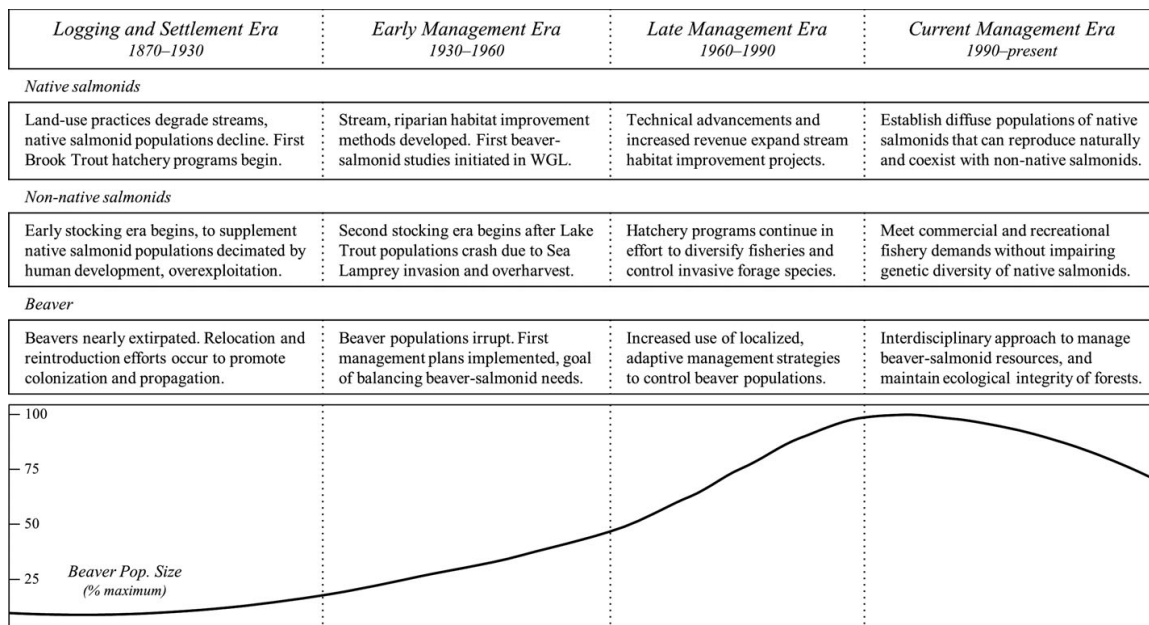 Logging and Settlement Era
1870–1930
Early Management Era
1930–1960
Late Management Era
1960–1990
Current Management Era
1990–present
Native salmonids
Land-use practices degrade streams,
native salmonid populations decline. First
Brook Trout hatchery programs begin.
Stream, riparian habitat improvement
methods developed. First beaver-
salmonid studies initiated in WGL.
Technical advancements and
increased revenue expand stream
habitat improvement projects.
Establish diffuse populations of native
salmonids that can reproduce naturally
and coexist with non-native salmonids.
Non-native salmonids
Early stocking era begins, to supplement
native salmonid populations decimated by
human development, overexploitation.
Second stocking era begins after Lake
Trout populations crash due to Sea
Lamprey invasion and overharvest.
Hatchery programs continue in
effort to diversify fisheries and
control invasive forage species.
Meet commercial and recreational
fishery demands without impairing
genetic diversity of native salmonids.
Beaver
Beavers nearly extirpated. Relocation and
reintroduction efforts occur to promote
colonization and propagation.
Beaver populations irrupt. First
management plans implemented, goal
of balancing beaver-salmonid needs.
Increased use of localized,
adaptive management strategies
to control beaver populations.
Interdisciplinary approach to manage
beaver-salmonid resources, and
maintain ecological integrity of forests.
100
75
50
25
Beaver Pop. Size
(% maximum)